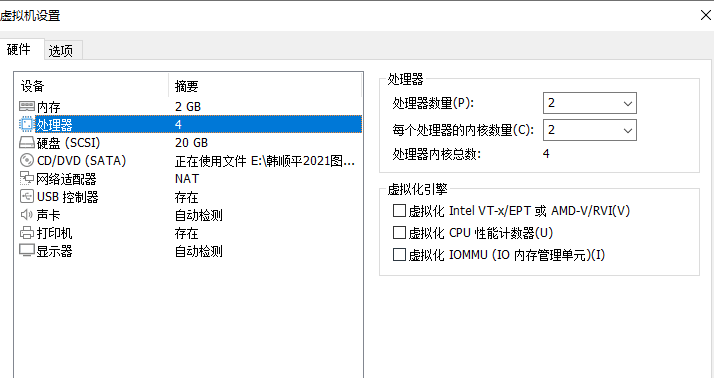 虚拟机设置
硬件 选项
设备 摘要
内存 2 GB
处理器 4
硬盘 (SCSI) 20 GB
CD/DVD (SATA) 正在使用文件 E:\韩顺平2021图...
网络适配器 NAT
USB 控制器 存在
声卡 自动检测
打印机 存在
显示器 自动检测
处理器
处理器数量(P): 2
每个处理器的内核数量(C): 2
处理器内核总数: 4
虚拟化引擎
虚拟化 Intel VT-x/EPT 或 AMD-V/RVI(V)
虚拟化 CPU 性能计数器(U)
虚拟化 IOMMU (IO 内存管理单元)(I)